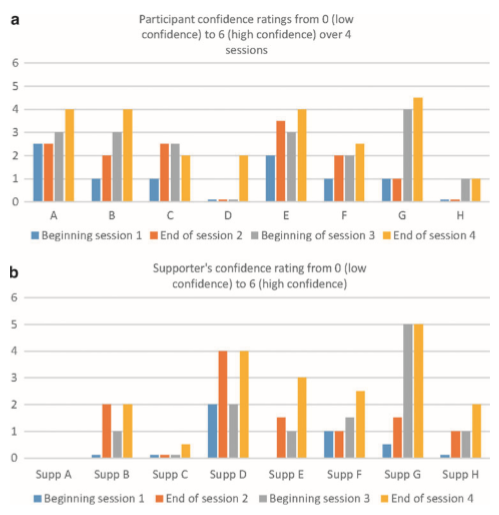 a
Participant confidence ratings from 0 (low
confidence) to 6 (high confidence) over 4
sessions
6
5
4
3
2
1
0
A B C D E F G H
Beginning session 1 End of session 2 Beginning of session 3 End of session 4
b
Supporter's confidence rating from 0 (low
confidence) to 6 (high confidence)
6
5
4
3
2
1
0
Supp A Supp B Supp C Supp D Supp E Supp F Supp G Supp H
Beginning session 1 End of session 2 Beginning session 3 End of session 4